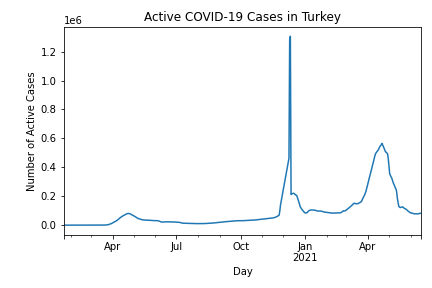 Active COVID-19 Cases in Turkey
1e6
1.2
1.0
0.8
0.6
0.4
0.2
0.0
Number of Active Cases
Apr
Jul
Oct
Jan
2021
Apr
Day